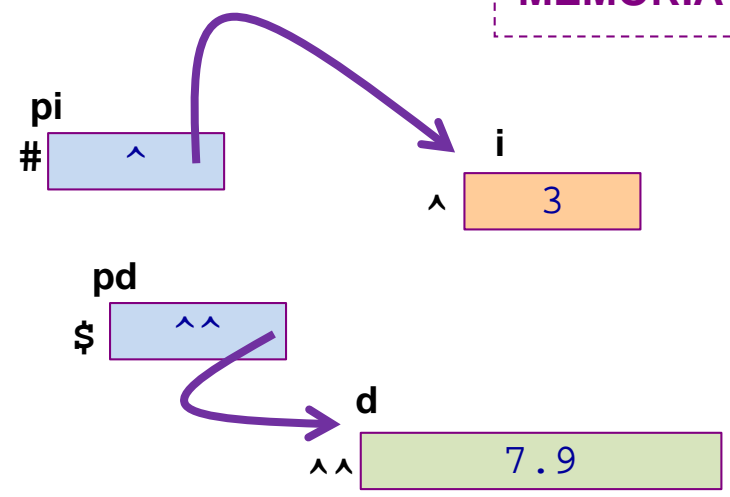 MEMORIA
pi
# ^
i
^ 3
pd
$ ^^
d
^^ 7.9